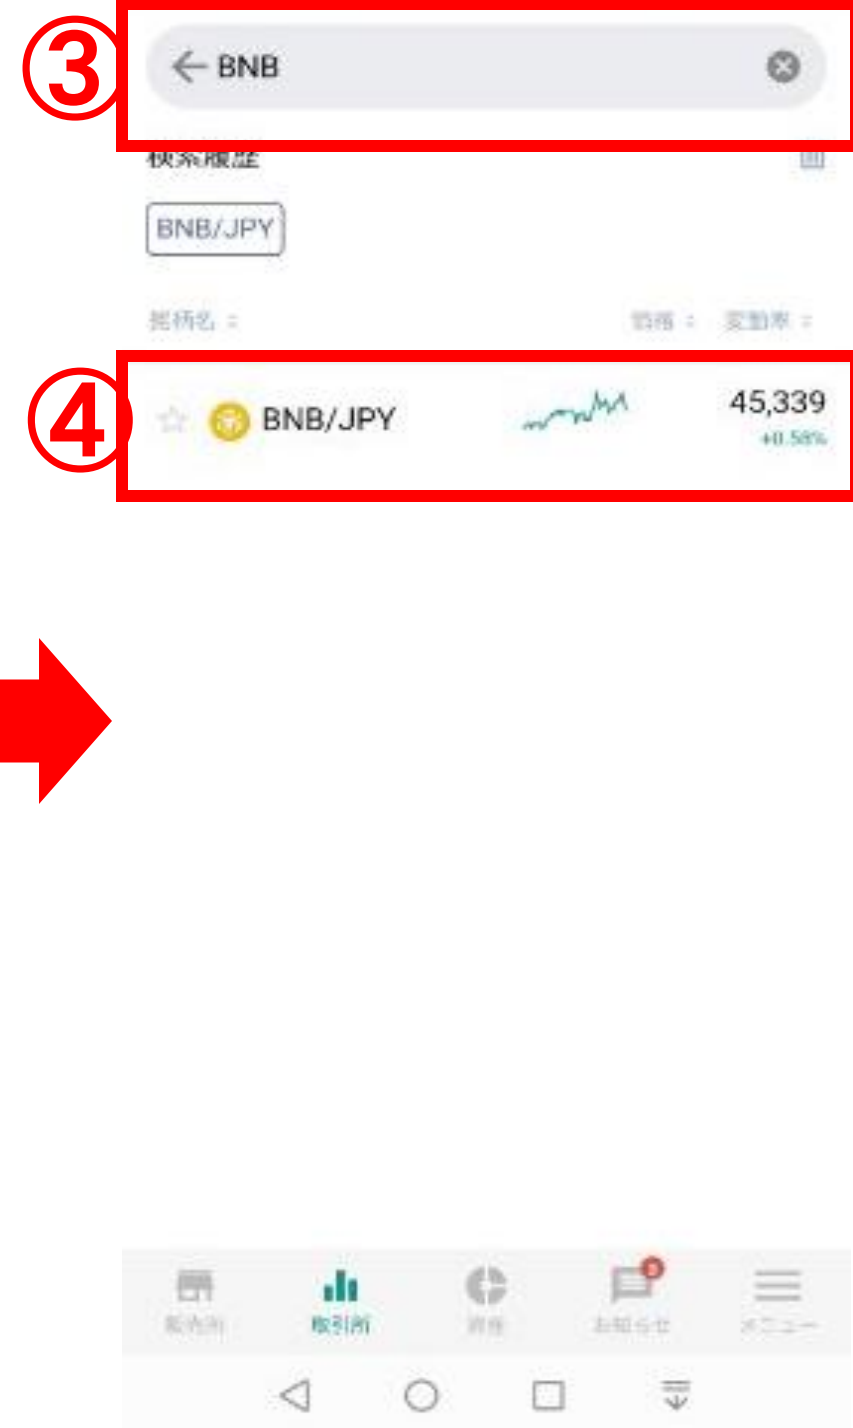 ③
BNB
検索履歴
BNB/JPY
銘柄名
価格 変動率
④
BNB/JPY
45,339
+0.58%
販売所 取引所 資産 お知らせ メニュー